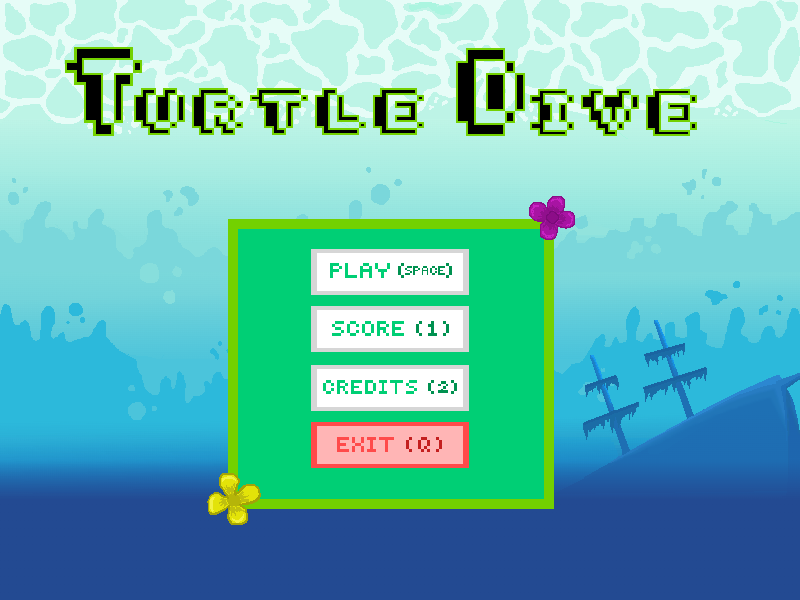 Turtle Dive
PLAY (SPACE)
SCORE (1)
CREDITS (2)
EXIT (Q)